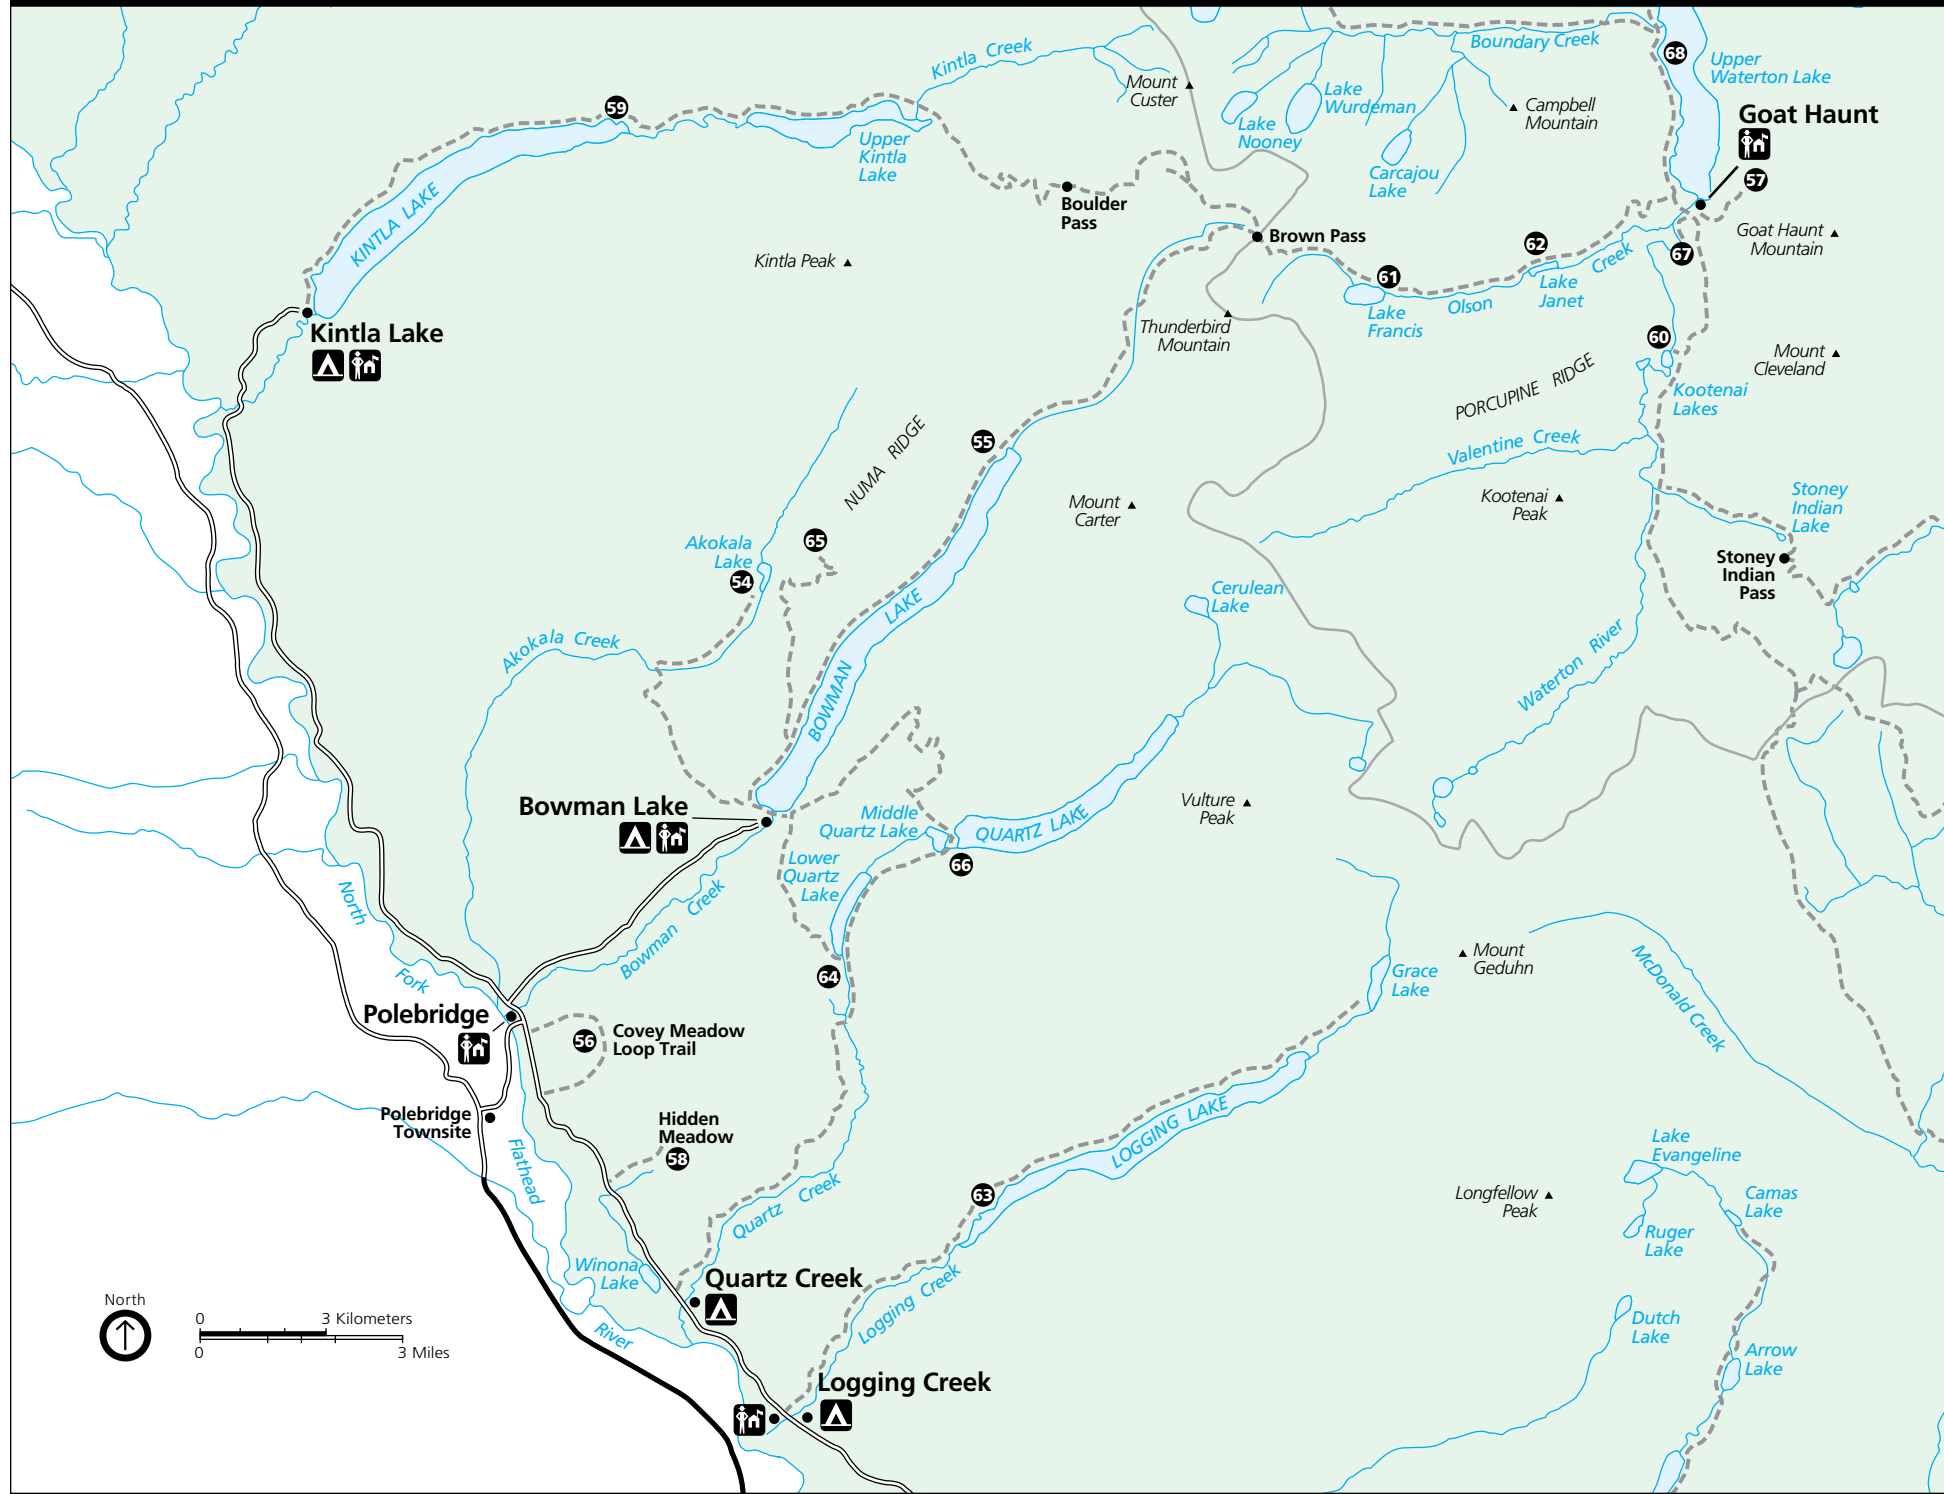 Kintla Creek
Boundary Creek
68
Upper
Waterton Lake
Mount
Custer
Lake
Wurdeman
Campbell
Mountain
Goat Haunt
59
Lake
Nooney
Upper
Kintla
Lake
Carcajou
Lake
57
KINTLA LAKE
Boulder
Pass
Brown Pass
Goat Haunt
Mountain
62
67
Kintla Peak
61
Creek
Lake
Janet
Olson
Lake
Francis
Kintla Lake
Thunderbird
Mountain
60
Mount
Cleveland
PORCUPINE RIDGE
Kootenai
Lakes
NUMA RIDGE
55
Valentine Creek
Mount
Carter
Kootenai
Peak
Stoney
Indian
Lake
Akokala
Lake
65
54
Stoney
Indian
Pass
Cerulean
Lake
BOWMAN LAKE
Akokala Creek
Waterton River
Bowman Lake
Middle
Quartz Lake
QUARTZ LAKE
Vulture
Peak
Lower
Quartz
Lake
66
North
Fork
Flathead
River
Bowman Creek
64
Grace
Lake
Mount
Geduhn
McDonald Creek
Polebridge
56
Covey Meadow
Loop Trail
Polebridge
Townsite
Hidden
Meadow
58
LOGGING LAKE
Lake
Evangeline
63
Longfellow
Peak
Camas
Lake
Quartz Creek
Ruger
Lake
Winona
Lake
Quartz Creek
Logging Creek
Dutch
Lake
Arrow
Lake
North
0
3 Kilometers
0
3 Miles
Logging Creek